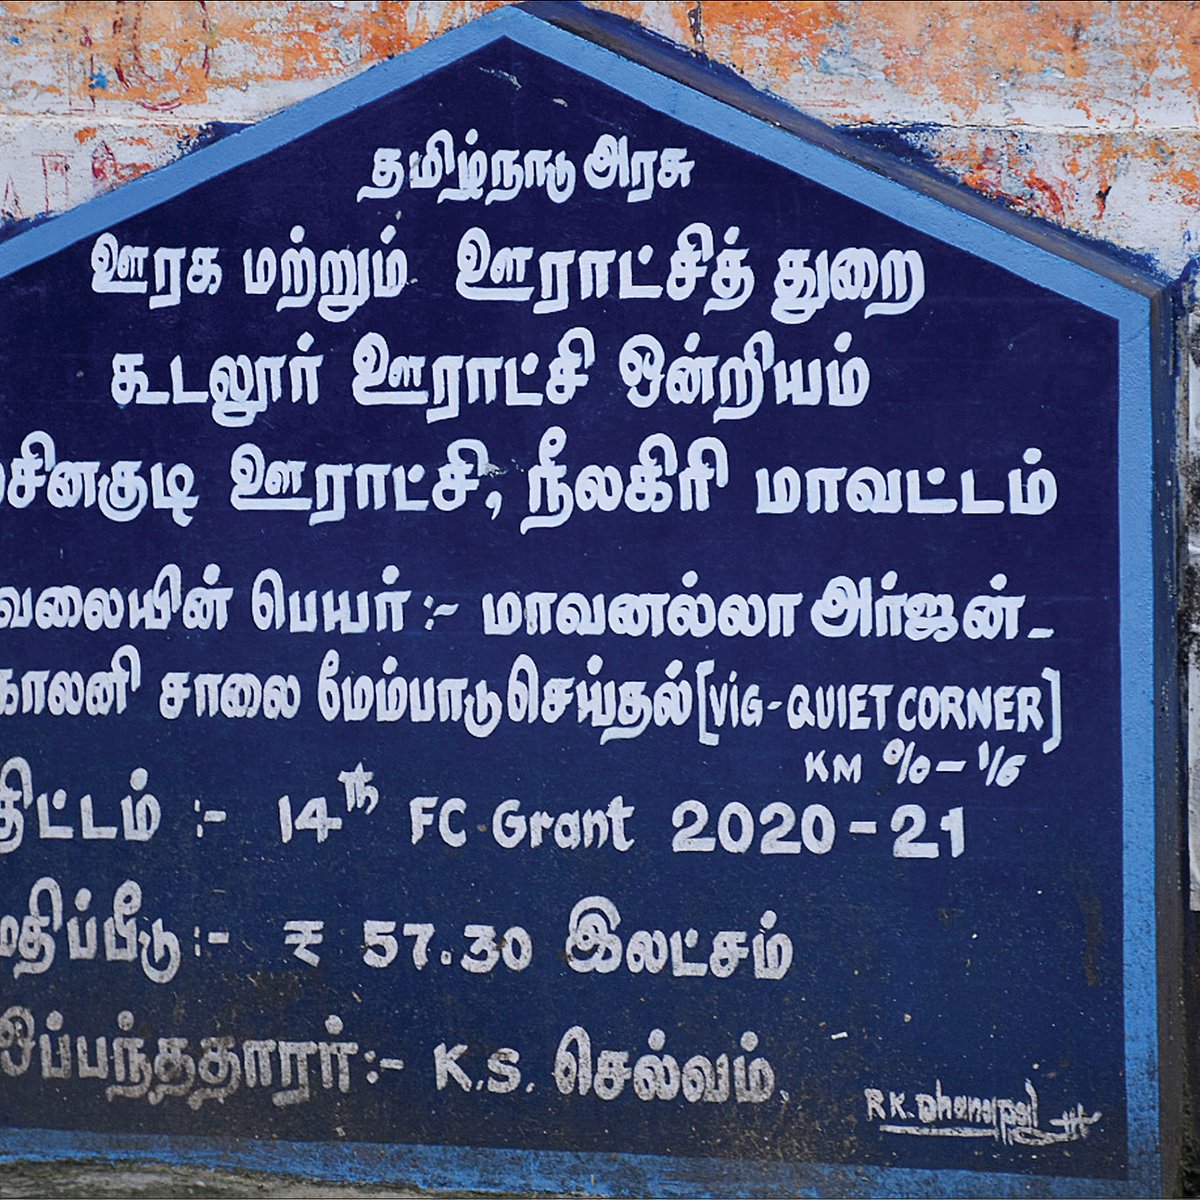 தமிழ்நாடு அரசு
ஊரக மற்றும் ஊராட்சித் துறை
கூடலூர் ஊராட்சி ஒன்றியம்
சினகுடி ஊராட்சி, நீலகிரி மாவட்டம்
வேலையின் பெயர் :- மாவனல்லா அர்ஜுன் -
காலனி சாலை மேம்பாடு செய்தல் [ViG - QUIET CORNER]
KM 0/0 - 1/6
திட்டம் :- 14th FC Grant 2020 - 21
மதிப்பீடு :- ₹ 57.30 இலட்சம்
ஒப்பந்ததாரர் :- K.S. செல்வம்.
R.K. Dhanapail